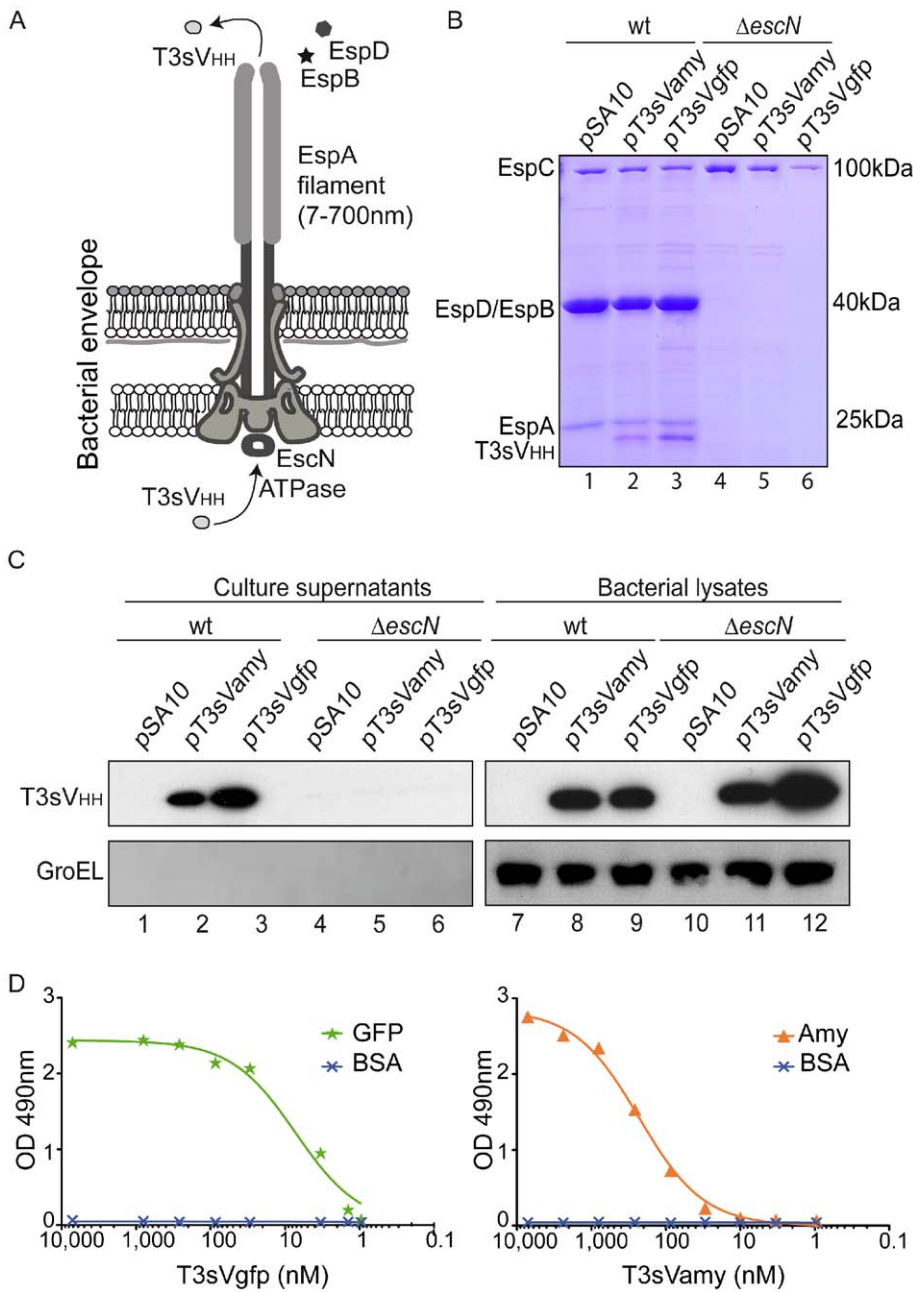 A
T3sVHH
EspD
EspB
EspA
filament
(7-700nm)
Bacterial envelope
EscN
ATPase
T3sVHH
B
wt
ΔescN
pSA10
pT3sVamy
pT3sVgfp
pSA10
pT3sVamy
pT3sVgfp
EspC
100kDa
EspD/EspB
40kDa
EspA
25kDa
T3sVHH
1 2 3 4 5 6
C
Culture supernatants
Bacterial lysates
wt
ΔescN
wt
ΔescN
pSA10
pT3sVamy
pT3sVgfp
pSA10
pT3sVamy
pT3sVgfp
pSA10
pT3sVamy
pT3sVgfp
pSA10
pT3sVamy
pT3sVgfp
T3sVHH
GroEL
1 2 3 4 5 6 7 8 9 10 11 12
D
3
2
1
0
OD 490nm
GFP
BSA
10,000 1,000 100 10 1 0.1
T3sVgfp (nM)
3
2
1
0
OD 490nm
Amy
BSA
10,000 1,000 100 10 1 0.1
T3sVamy (nM)